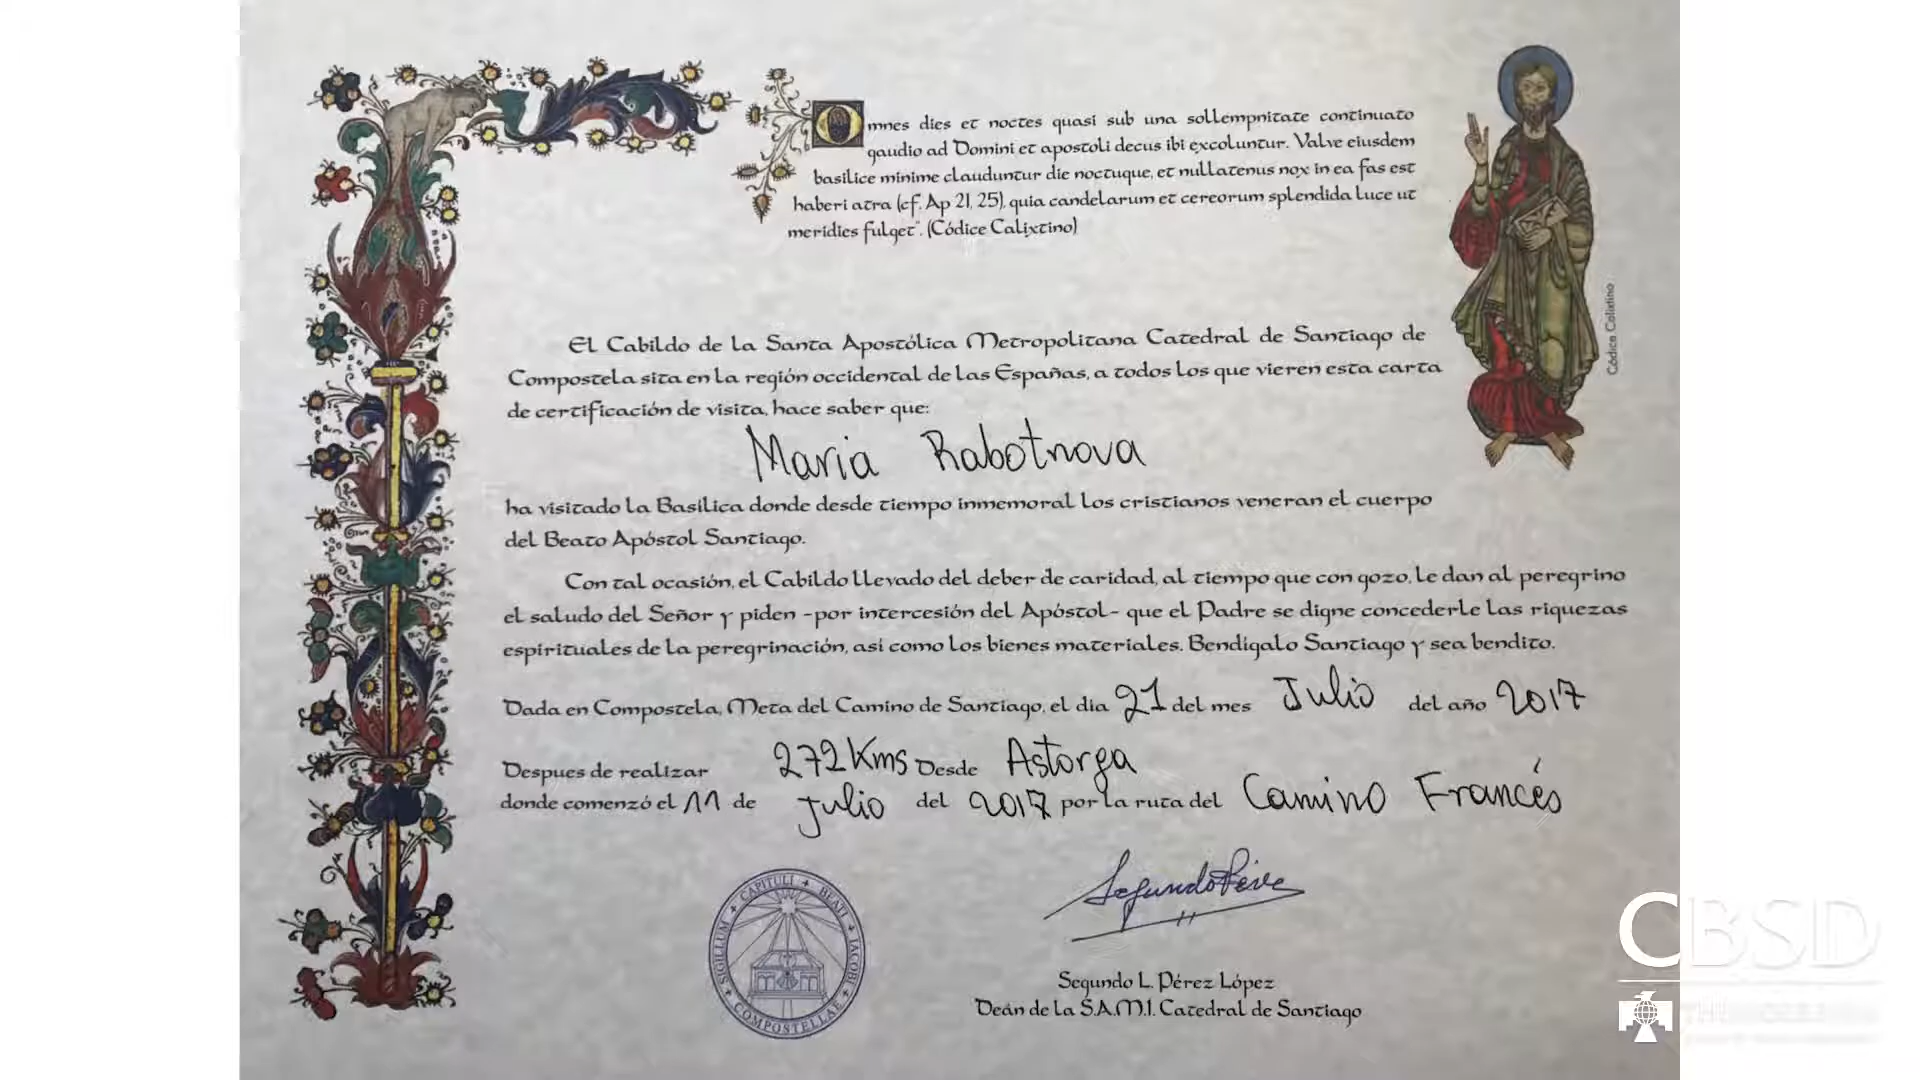 Omnes dies et noctes quasi sub una sollempnitate continuato
gaudio ad Domini et apostoli decus ibi excoluntur. Valve eiusdem
basilice minime clauduntur die noctuque, et nullatenus nox in ea fas est
haberi atra (cf. Ap 21, 25), quia candelarum et cereorum splendida luce ut
meridies fulget". (Códice Calixtino)
Códice Calixtino
El Cabildo de la Santa Apostólica Metropolitana Catedral de Santiago de
Compostela sita en la región occidental de las Españas, a todos los que vieren esta carta
de certificación de visita, hace saber que:
Maria Rabotnova
ha visitado la Basílica donde desde tiempo inmemoral los cristianos veneran el cuerpo
del Beato Apóstol Santiago.
Con tal ocasión, el Cabildo llevado del deber de caridad, al tiempo que con gozo, le dan al peregrino
el saludo del Señor y piden -por intercesión del Apóstol- que el Padre se digne concederle las riquezas
espirituales de la peregrinación, así como los bienes materiales. Bendígalo Santiago y sea bendito.
Dada en Compostela, Meta del Camino de Santiago, el día 21 del mes Julio del año 2017
Despues de realizar 272 Kms Desde Astorga
donde comenzó el 11 de Julio del 2017 por la ruta del Camino Francés
SIGILLUM + CAPITULI + BEATI + IACOBI + COMPOSTELLAE +
Segundo Pérez
Segundo L. Pérez López
Deán de la S.A.M.I. Catedral de Santiago
CBSD